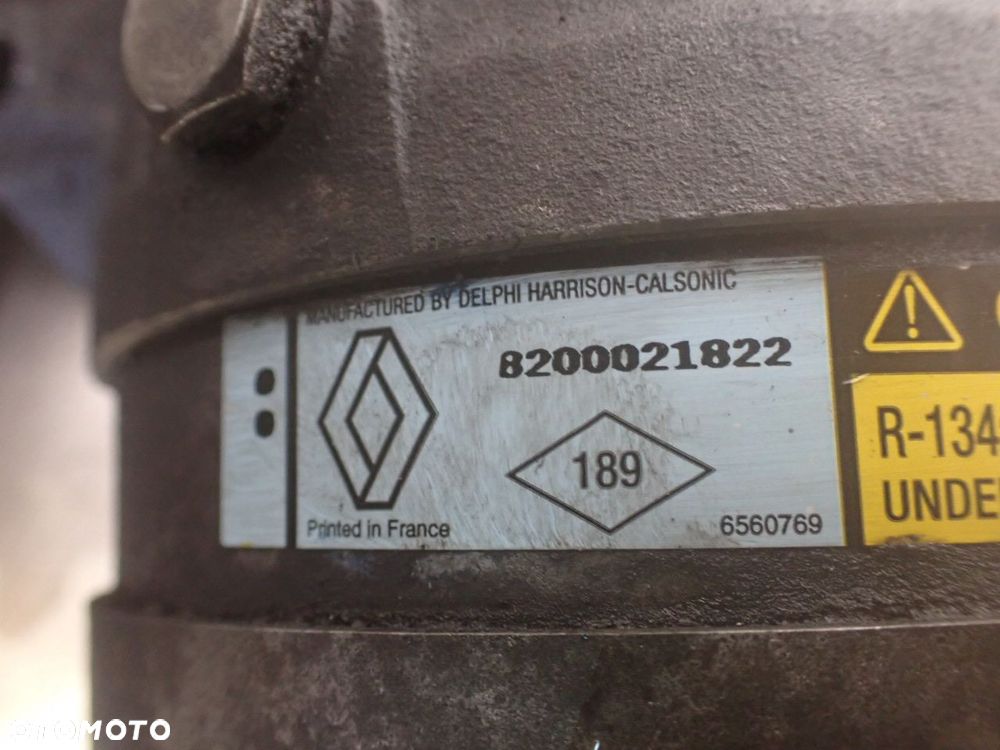 MANUFACTURED BY DELPHI HARRISON-CALSONIC
8200021822
189
Printed in France
6560769
R-134
UNDE
OTOMOTO